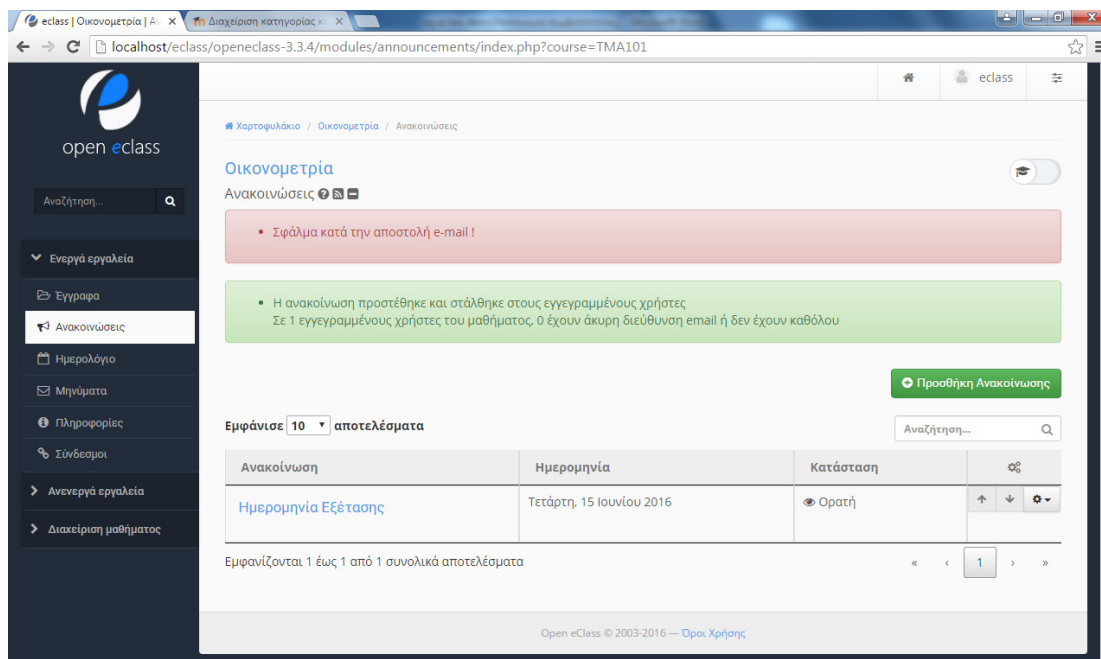 eclass | Οικονομετρία | Αν
Διαχείριση κατηγορίας κα
localhost/eclass/openeclass-3.3.4/modules/announcements/index.php?course=TMA101
open eclass
eclass
Χαρτοφυλάκιο / Οικονομετρία / Ανακοινώσεις
Οικονομετρία
Ανακοινώσεις
Αναζήτηση...
Σφάλμα κατά την αποστολή e-mail !
Ενεργά εργαλεία
Έγγραφα
Ανακοινώσεις
Ημερολόγιο
Μηνύματα
Πληροφορίες
Σύνδεσμοι
Ανενεργά εργαλεία
Διαχείριση μαθήματος
Η ανακοίνωση προστέθηκε και στάλθηκε στους εγγεγραμμένους χρήστες
Σε 1 εγγεγραμμένους χρήστες του μαθήματος, 0 έχουν άκυρη διεύθυνση email ή δεν έχουν καθόλου
Προσθήκη Ανακοίνωσης
Εμφάνισε 10 αποτελέσματα
Αναζήτηση...
Ανακοίνωση Ημερομηνία Κατάσταση
Ημερομηνία Εξέτασης Τετάρτη, 15 Ιουνίου 2016 Ορατή
Εμφανίζονται 1 έως 1 από 1 συνολικά αποτελέσματα
« ‹ 1 › »
Open eClass © 2003-2016 — Όροι Χρήσης